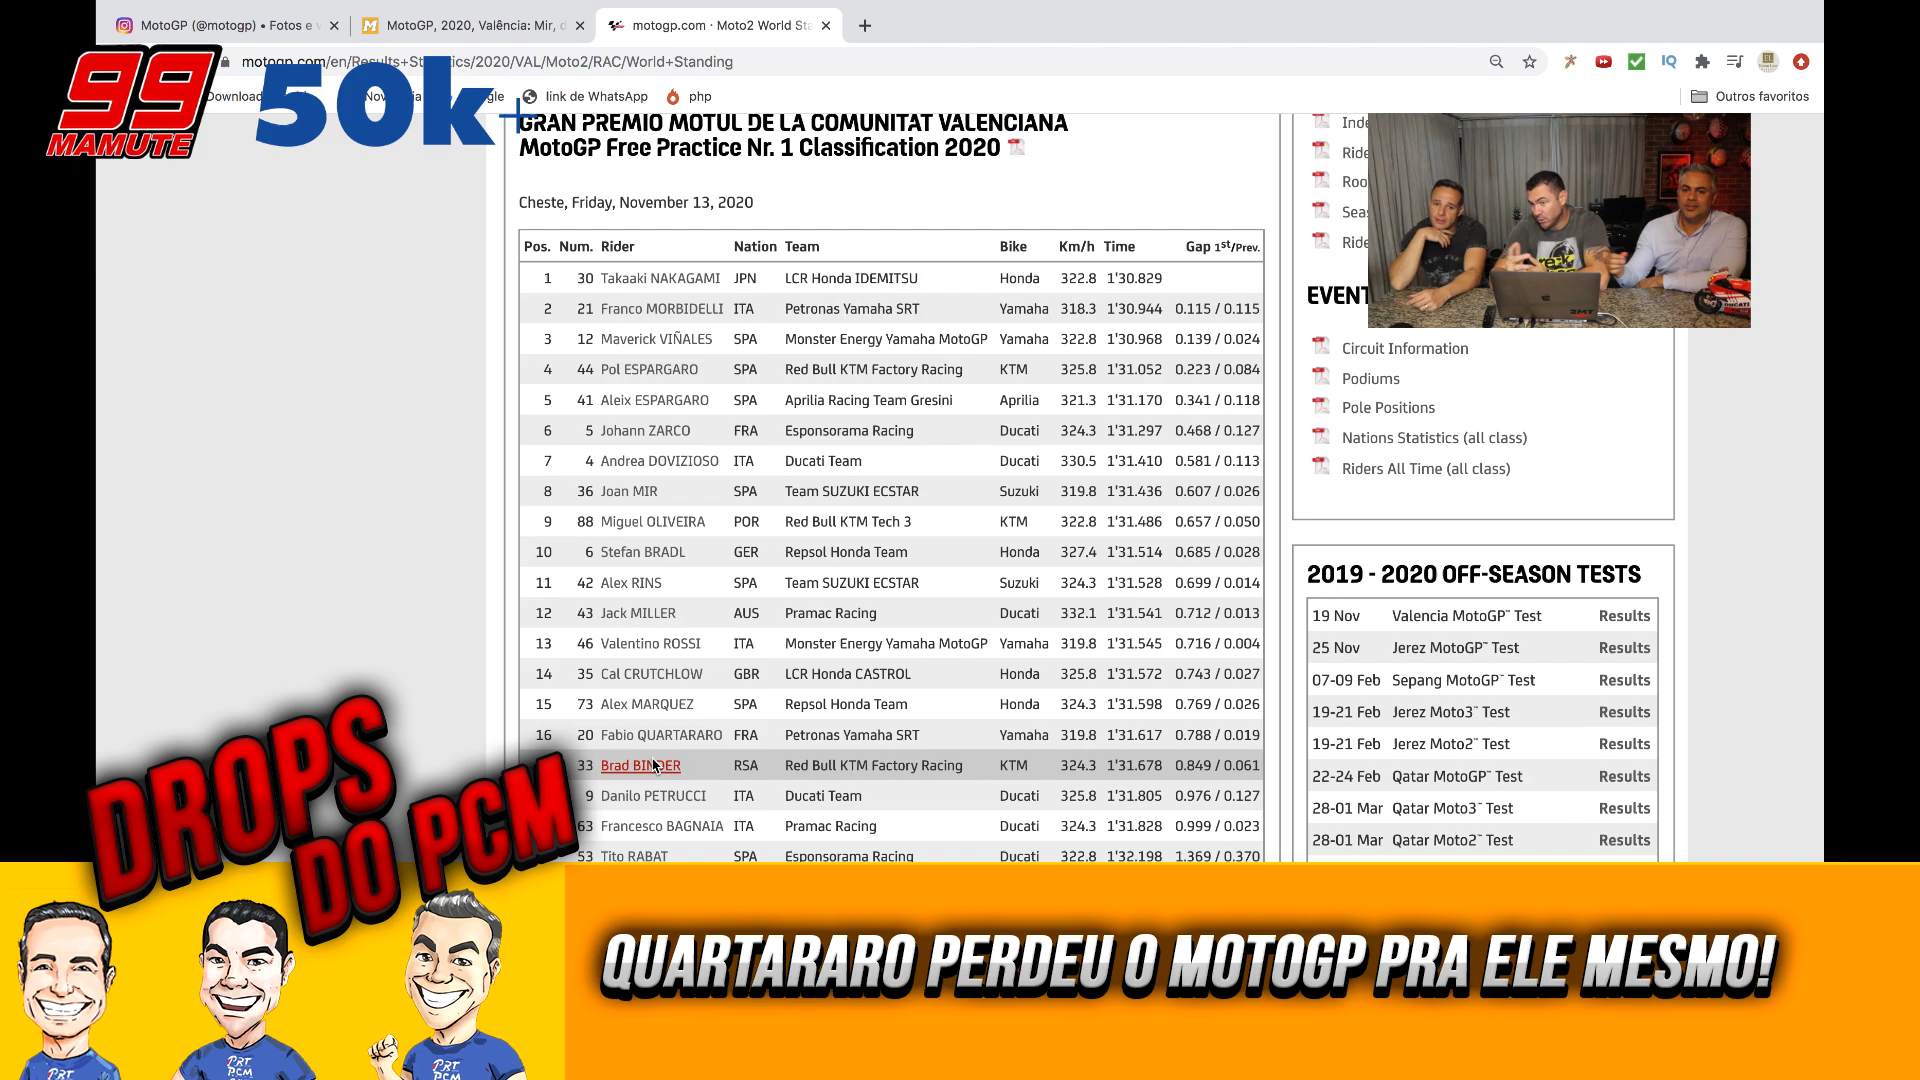 MotoGP (@motogp) • Fotos e v
MotoGP, 2020, Valência: Mir, d
motogp.com · Moto2 World Sta
motogp.com/en/Results+Statistics/2020/VAL/Moto2/RAC/World+Standing
IQ
99
MAMUTE
50k+
link de WhatsApp
php
Outros favoritos
GRAN PREMIO MOTUL DE LA COMUNITAT VALENCIANA
MotoGP Free Practice Nr. 1 Classification 2020
Cheste, Friday, November 13, 2020
Pos. Num. Rider Nation Team Bike Km/h Time Gap 1st/Prev.
1 30 Takaaki NAKAGAMI JPN LCR Honda IDEMITSU Honda 322.8 1'30.829
2 21 Franco MORBIDELLI ITA Petronas Yamaha SRT Yamaha 318.3 1'30.944 0.115 / 0.115
3 12 Maverick VIÑALES SPA Monster Energy Yamaha MotoGP Yamaha 322.8 1'30.968 0.139 / 0.024
4 44 Pol ESPARGARO SPA Red Bull KTM Factory Racing KTM 325.8 1'31.052 0.223 / 0.084
5 41 Aleix ESPARGARO SPA Aprilia Racing Team Gresini Aprilia 321.3 1'31.170 0.341 / 0.118
6 5 Johann ZARCO FRA Esponsorama Racing Ducati 324.3 1'31.297 0.468 / 0.127
7 4 Andrea DOVIZIOSO ITA Ducati Team Ducati 330.5 1'31.410 0.581 / 0.113
8 36 Joan MIR SPA Team SUZUKI ECSTAR Suzuki 319.8 1'31.436 0.607 / 0.026
9 88 Miguel OLIVEIRA POR Red Bull KTM Tech 3 KTM 322.8 1'31.486 0.657 / 0.050
10 6 Stefan BRADL GER Repsol Honda Team Honda 327.4 1'31.514 0.685 / 0.028
11 42 Alex RINS SPA Team SUZUKI ECSTAR Suzuki 324.3 1'31.528 0.699 / 0.014
12 43 Jack MILLER AUS Pramac Racing Ducati 332.1 1'31.541 0.712 / 0.013
13 46 Valentino ROSSI ITA Monster Energy Yamaha MotoGP Yamaha 319.8 1'31.545 0.716 / 0.004
14 35 Cal CRUTCHLOW GBR LCR Honda CASTROL Honda 325.8 1'31.572 0.743 / 0.027
15 73 Alex MARQUEZ SPA Repsol Honda Team Honda 324.3 1'31.598 0.769 / 0.026
16 20 Fabio QUARTARARO FRA Petronas Yamaha SRT Yamaha 319.8 1'31.617 0.788 / 0.019
33 Brad BINDER RSA Red Bull KTM Factory Racing KTM 324.3 1'31.678 0.849 / 0.061
9 Danilo PETRUCCI ITA Ducati Team Ducati 325.8 1'31.805 0.976 / 0.127
63 Francesco BAGNAIA ITA Pramac Racing Ducati 324.3 1'31.828 0.999 / 0.023
53 Tito RABAT SPA Esponsorama Racing Ducati 322.8 1'32.198 1.369 / 0.370
EVENT
Circuit Information
Podiums
Pole Positions
Nations Statistics (all class)
Riders All Time (all class)
2019 - 2020 OFF-SEASON TESTS
19 Nov Valencia MotoGP™ Test Results
25 Nov Jerez MotoGP™ Test Results
07-09 Feb Sepang MotoGP™ Test Results
19-21 Feb Jerez Moto3™ Test Results
19-21 Feb Jerez Moto2™ Test Results
22-24 Feb Qatar MotoGP™ Test Results
28-01 Mar Qatar Moto3™ Test Results
28-01 Mar Qatar Moto2™ Test Results
DROPS
DO PCM
PRT
PCM
QUARTARARO PERDEU O MOTOGP PRA ELE MESMO!